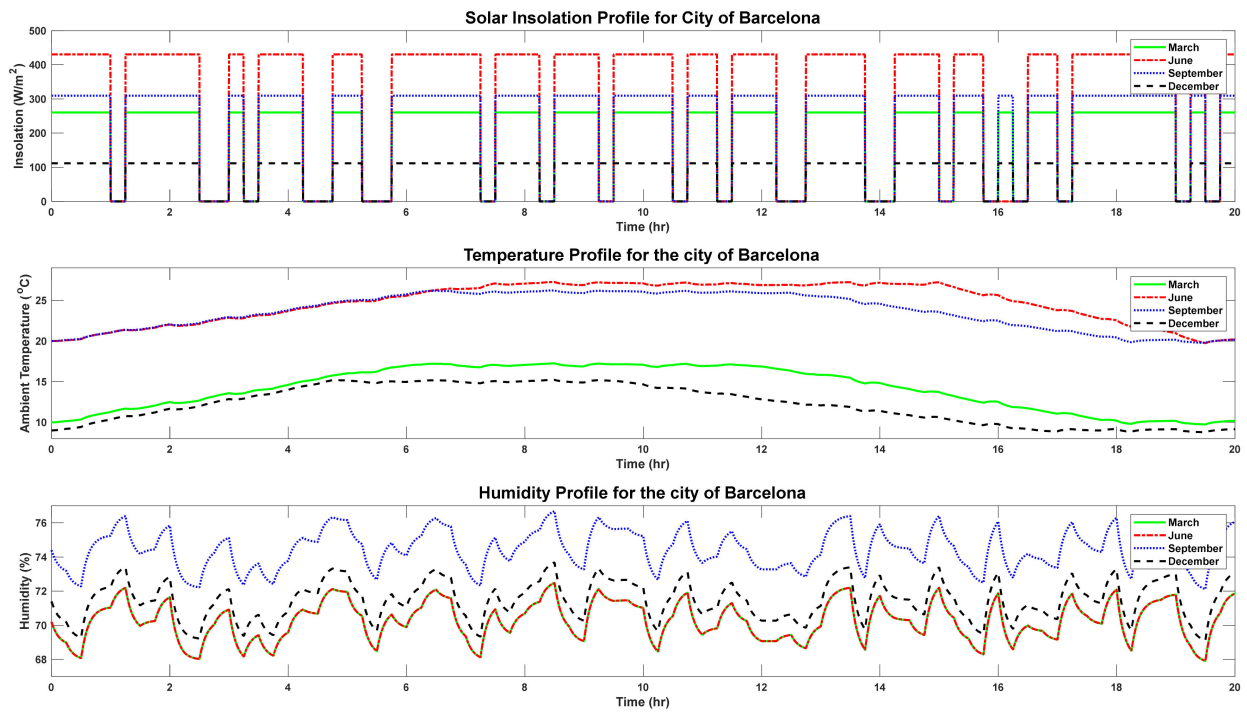 Solar Insolation Profile for City of Barcelona
Insolation (W/m²)
500
400
300
200
100
0
March
June
September
December
0 2 4 6 8 10 12 14 16 18 20
Time (hr)
Temperature Profile for the city of Barcelona
Ambient Temperature (°C)
25
20
15
10
March
June
September
December
0 2 4 6 8 10 12 14 16 18 20
Time (hr)
Humidity Profile for the city of Barcelona
Humidity (%)
76
74
72
70
68
March
June
September
December
0 2 4 6 8 10 12 14 16 18 20
Time (hr)